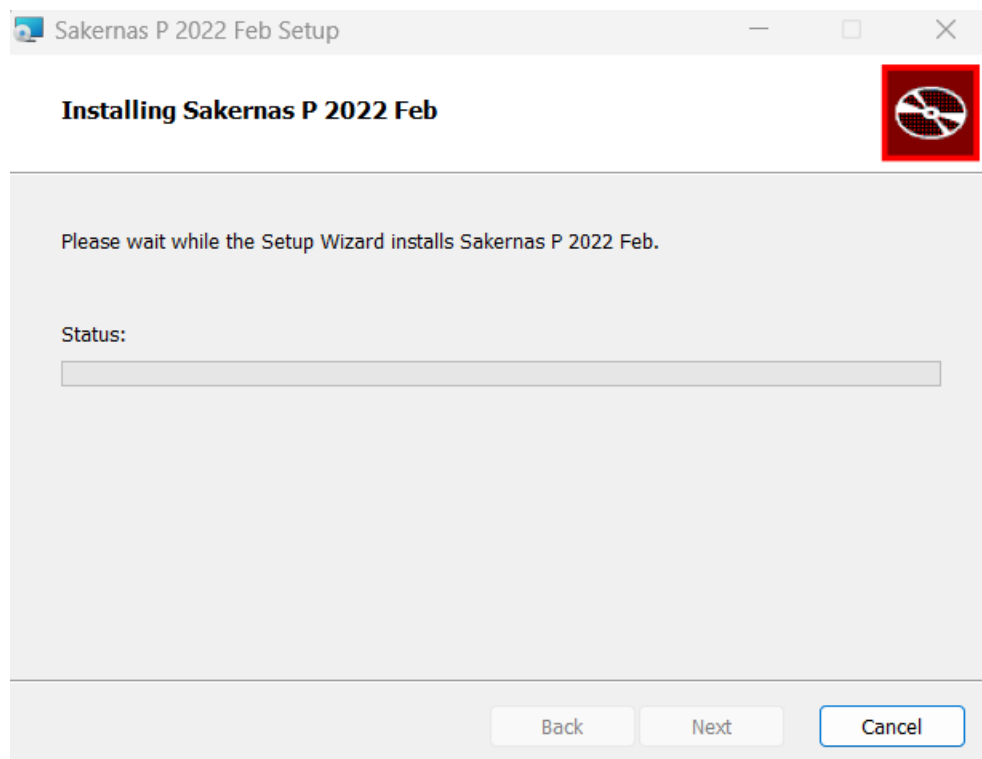 Sakernas P 2022 Feb Setup
Installing Sakernas P 2022 Feb
Please wait while the Setup Wizard installs Sakernas P 2022 Feb.
Status:
Back
Next
Cancel